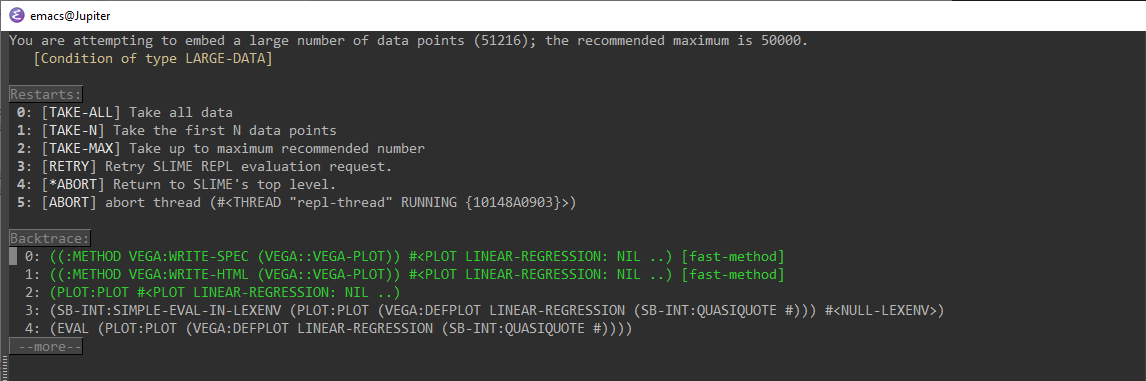 emacs@Jupiter
You are attempting to embed a large number of data points (51216); the recommended maximum is 50000.
[Condition of type LARGE-DATA]
Restarts:
0: [TAKE-ALL] Take all data
1: [TAKE-N] Take the first N data points
2: [TAKE-MAX] Take up to maximum recommended number
3: [RETRY] Retry SLIME REPL evaluation request.
4: [*ABORT] Return to SLIME's top level.
5: [ABORT] abort thread (#<THREAD "repl-thread" RUNNING {10148A0903}>)
Backtrace:
0: ((:METHOD VEGA:WRITE-SPEC (VEGA::VEGA-PLOT)) #<PLOT LINEAR-REGRESSION: NIL ..) [fast-method]
1: ((:METHOD VEGA:WRITE-HTML (VEGA::VEGA-PLOT)) #<PLOT LINEAR-REGRESSION: NIL ..) [fast-method]
2: (PLOT:PLOT #<PLOT LINEAR-REGRESSION: NIL ..)
3: (SB-INT:SIMPLE-EVAL-IN-LEXENV (PLOT:PLOT (VEGA:DEFPLOT LINEAR-REGRESSION (SB-INT:QUASIQUOTE #))) #<NULL-LEXENV>)
4: (EVAL (PLOT:PLOT (VEGA:DEFPLOT LINEAR-REGRESSION (SB-INT:QUASIQUOTE #))))
--more--